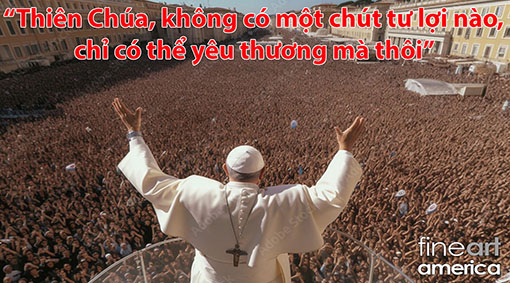 “Thiên Chúa, không có một chút tư lợi nào,
chỉ có thể yêu thương mà thôi”
fineart
america